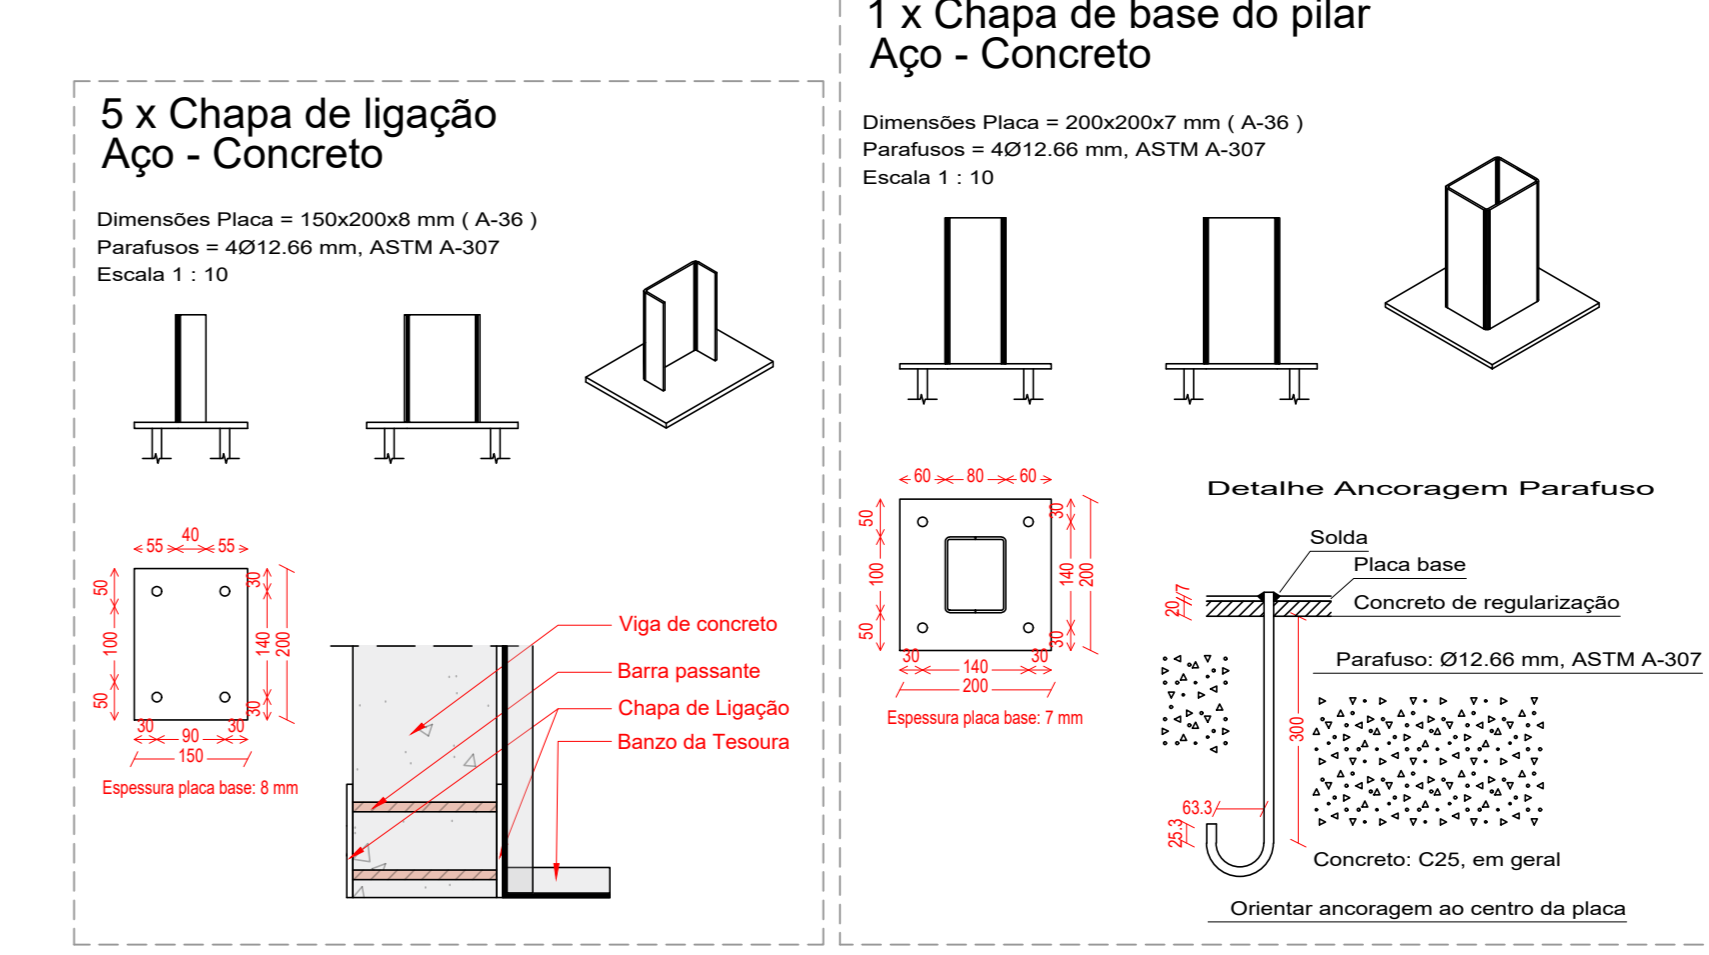 5 x Chapa de ligação
Aço - Concreto
Dimensões Placa = 150x200x8 mm ( A-36 )
Parafusos = 4Ø12.66 mm, ASTM A-307
Escala 1 : 10
55
40
55
50
100
50
30
140
30
200
30
90
30
150
Espessura placa base: 8 mm
Viga de concreto
Barra passante
Chapa de Ligação
Banzo da Tesoura
1 x Chapa de base do pilar
Aço - Concreto
Dimensões Placa = 200x200x7 mm ( A-36 )
Parafusos = 4Ø12.66 mm, ASTM A-307
Escala 1 : 10
60
80
60
50
100
50
30
140
30
200
30
140
30
200
Espessura placa base: 7 mm
Detalhe Ancoragem Parafuso
Solda
Placa base
Concreto de regularização
7
20
Parafuso: Ø12.66 mm, ASTM A-307
300
63.3
25.3
Concreto: C25, em geral
Orientar ancoragem ao centro da placa